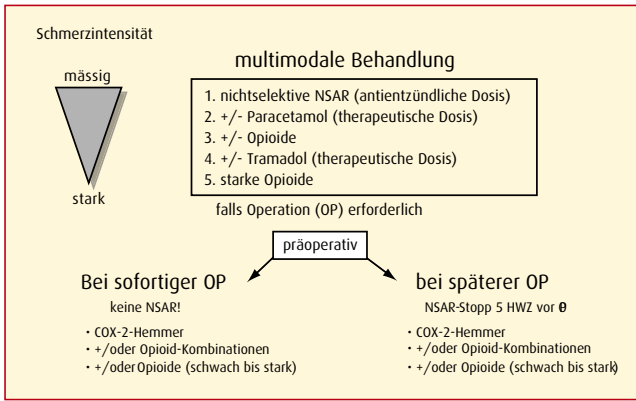 Schmerzintensität
mässig
stark
multimodale Behandlung
1. nichtselektive NSAR (antientzündliche Dosis)
2. +/- Paracetamol (therapeutische Dosis)
3. +/- Opioide
4. +/- Tramadol (therapeutische Dosis)
5. starke Opioide
falls Operation (OP) erforderlich
präoperativ
Bei sofortiger OP
keine NSAR!
• COX-2-Hemmer
• +/oder Opioid-Kombinationen
• +/oder Opioide (schwach bis stark)
bei späterer OP
NSAR-Stopp 5 HWZ vor
• COX-2-Hemmer
• +/oder Opioid-Kombinationen
• +/oder Opioide (schwach bis stark)